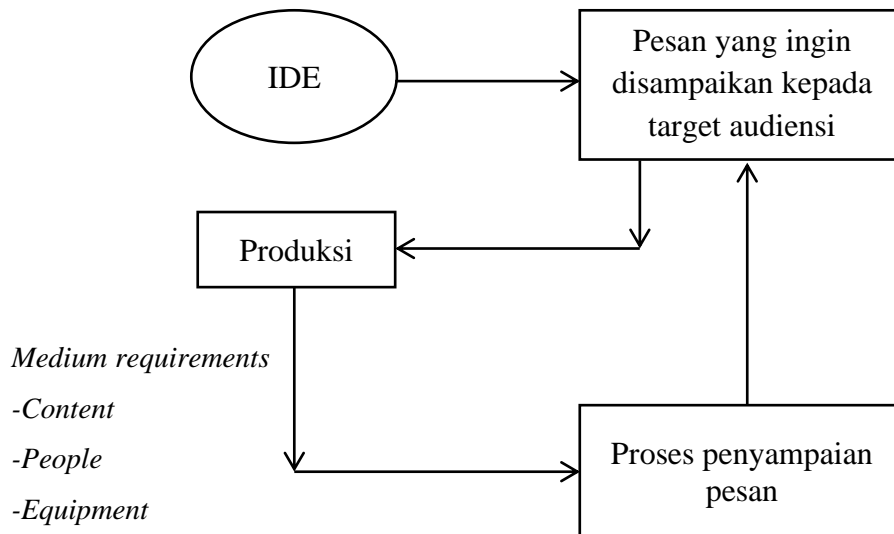 IDE
Pesan yang ingin
disampaikan kepada
target audiensi
Produksi
Medium requirements
-Content
-People
-Equipment
Proses penyampaian
pesan